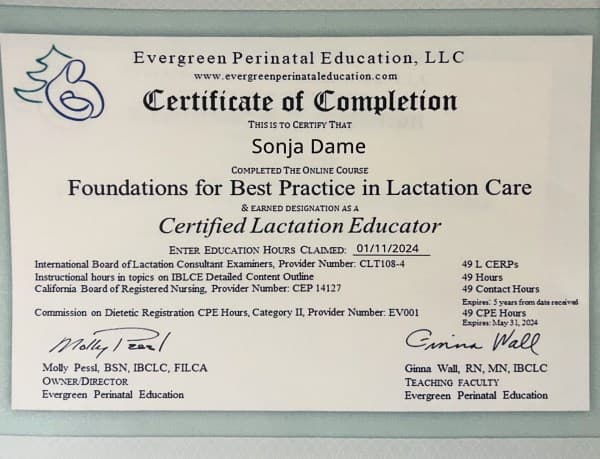 Evergreen Perinatal Education, LLC
www.evergreenperinataleducation.com
Certificate of Completion
THIS IS TO CERTIFY THAT
Sonja Dame
COMPLETED THE ONLINE COURSE
Foundations for Best Practice in Lactation Care
& EARNED DESIGNATION AS A
Certified Lactation Educator
ENTER EDUCATION HOURS CLAIMED: 01/11/2024
International Board of Lactation Consultant Examiners, Provider Number: CLT108-4 49 L CERPs
Instructional hours in topics on IBLCE Detailed Content Outline 49 Hours
California Board of Registered Nursing, Provider Number: CEP 14127 49 Contact Hours
Expires: 5 years from date received
Commission on Dietetic Registration CPE Hours, Category II, Provider Number: EV001 49 CPE Hours
Expires: May 31, 2024
Molly Pessl Ginna Wall
Molly Pessl, BSN, IBCLC, FILCA Ginna Wall, RN, MN, IBCLC
OWNER/DIRECTOR TEACHING FACULTY
Evergreen Perinatal Education Evergreen Perinatal Education